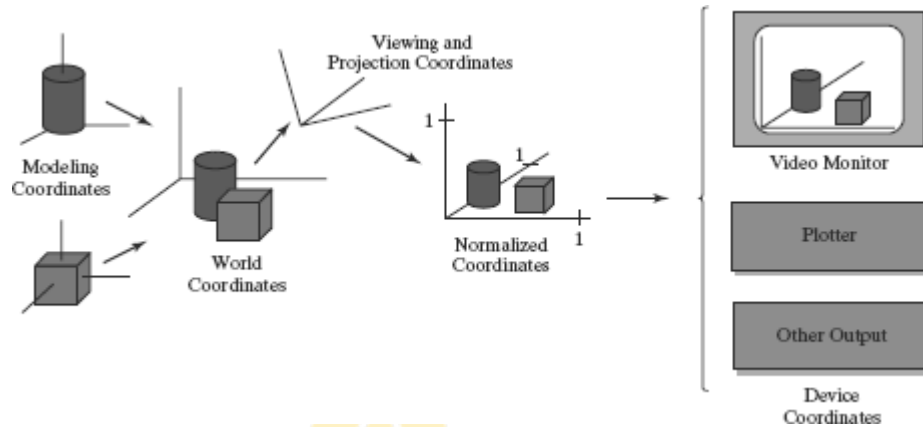 Viewing and
Projection Coordinates
Modeling
Coordinates
World
Coordinates
1
1
1
Normalized
Coordinates
Video Monitor
Plotter
Other Output
Device
Coordinates